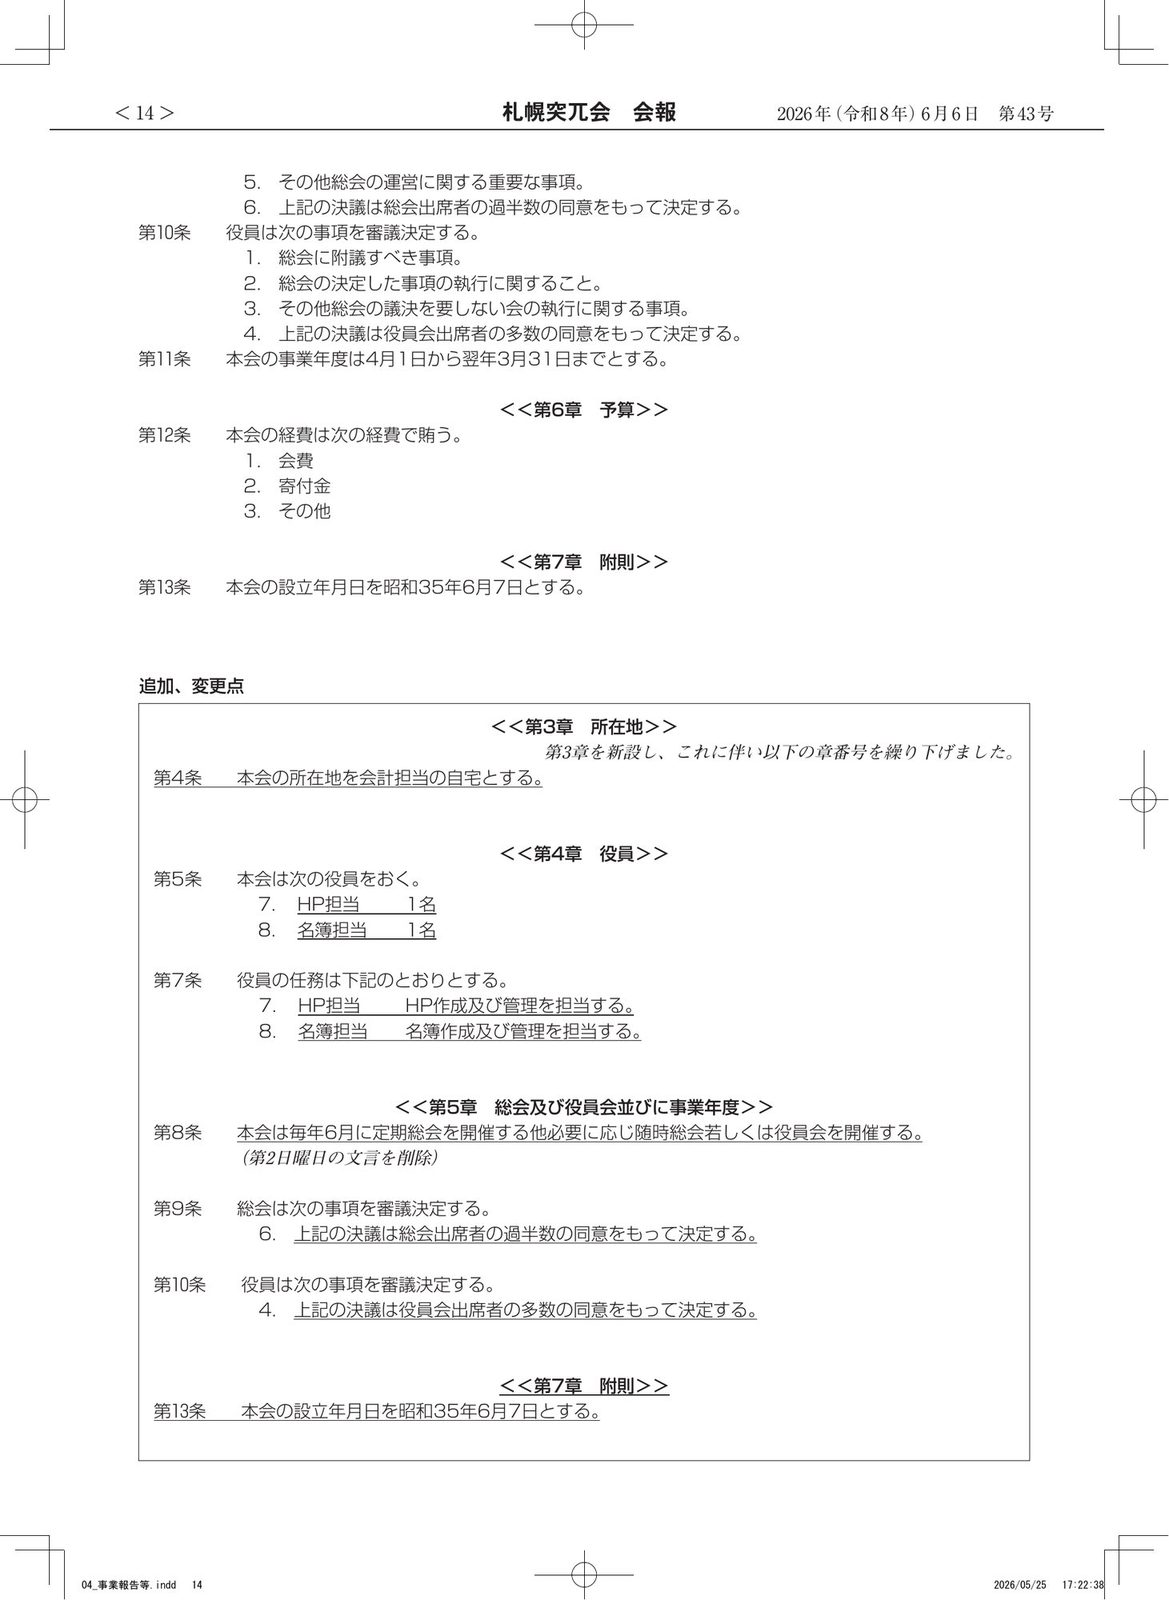 ＜14＞ 札幌突兀会　会報 2026年（令和8年）6月6日　第43号
5.　その他総会の運営に関する重要な事項。
6.　上記の決議は総会出席者の過半数の同意をもって決定する。
第10条　役員は次の事項を審議決定する。
1.　総会に附議すべき事項。
2.　総会の決定した事項の執行に関すること。
3.　その他総会の議決を要しない会の執行に関する事項。
4.　上記の決議は役員会出席者の多数の同意をもって決定する。
第11条　本会の事業年度は4月1日から翌年3月31日までとする。
＜＜第6章　予算＞＞
第12条　本会の経費は次の経費で賄う。
1.　会費
2.　寄付金
3.　その他
＜＜第7章　附則＞＞
第13条　本会の設立年月日を昭和35年6月7日とする。
追加、変更点
＜＜第3章　所在地＞＞
第3章を新設し、これに伴い以下の章番号を繰り下げました。
第4条　本会の所在地を会計担当の自宅とする。
＜＜第4章　役員＞＞
第5条　本会は次の役員をおく。
7.　HP担当　1名
8.　名簿担当　1名
第7条　役員の任務は下記のとおりとする。
7.　HP担当　HP作成及び管理を担当する。
8.　名簿担当　名簿作成及び管理を担当する。
＜＜第5章　総会及び役員会並びに事業年度＞＞
第8条　本会は毎年6月に定期総会を開催する他必要に応じ随時総会若しくは役員会を開催する。
（第2日曜日の文言を削除）
第9条　総会は次の事項を審議決定する。
6.　上記の決議は総会出席者の過半数の同意をもって決定する。
第10条　役員は次の事項を審議決定する。
4.　上記の決議は役員会出席者の多数の同意をもって決定する。
＜＜第7章　附則＞＞
第13条　本会の設立年月日を昭和35年6月7日とする。
04_事業報告等.indd　14 2026/05/25　17:22:38